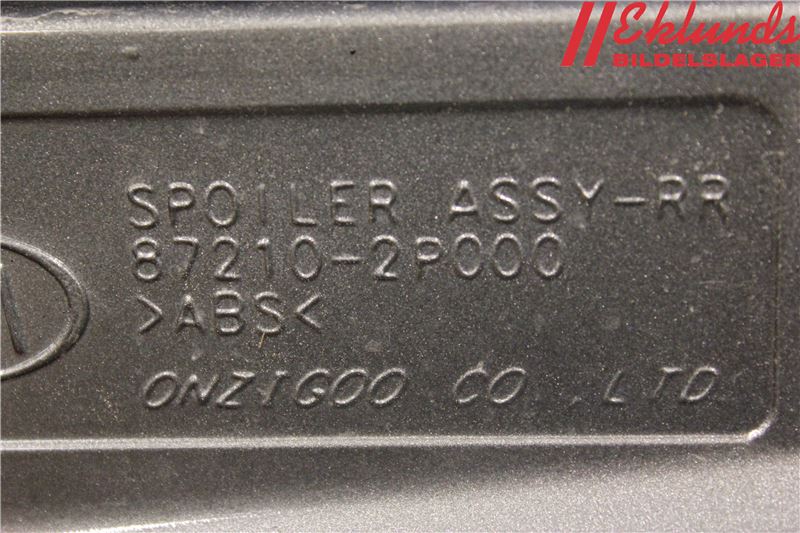 Eklunds
BILDELSLAGER
SPOILER ASSY-RR
87210-2P000
>ABS<
ONZIGOO CO.,LTD